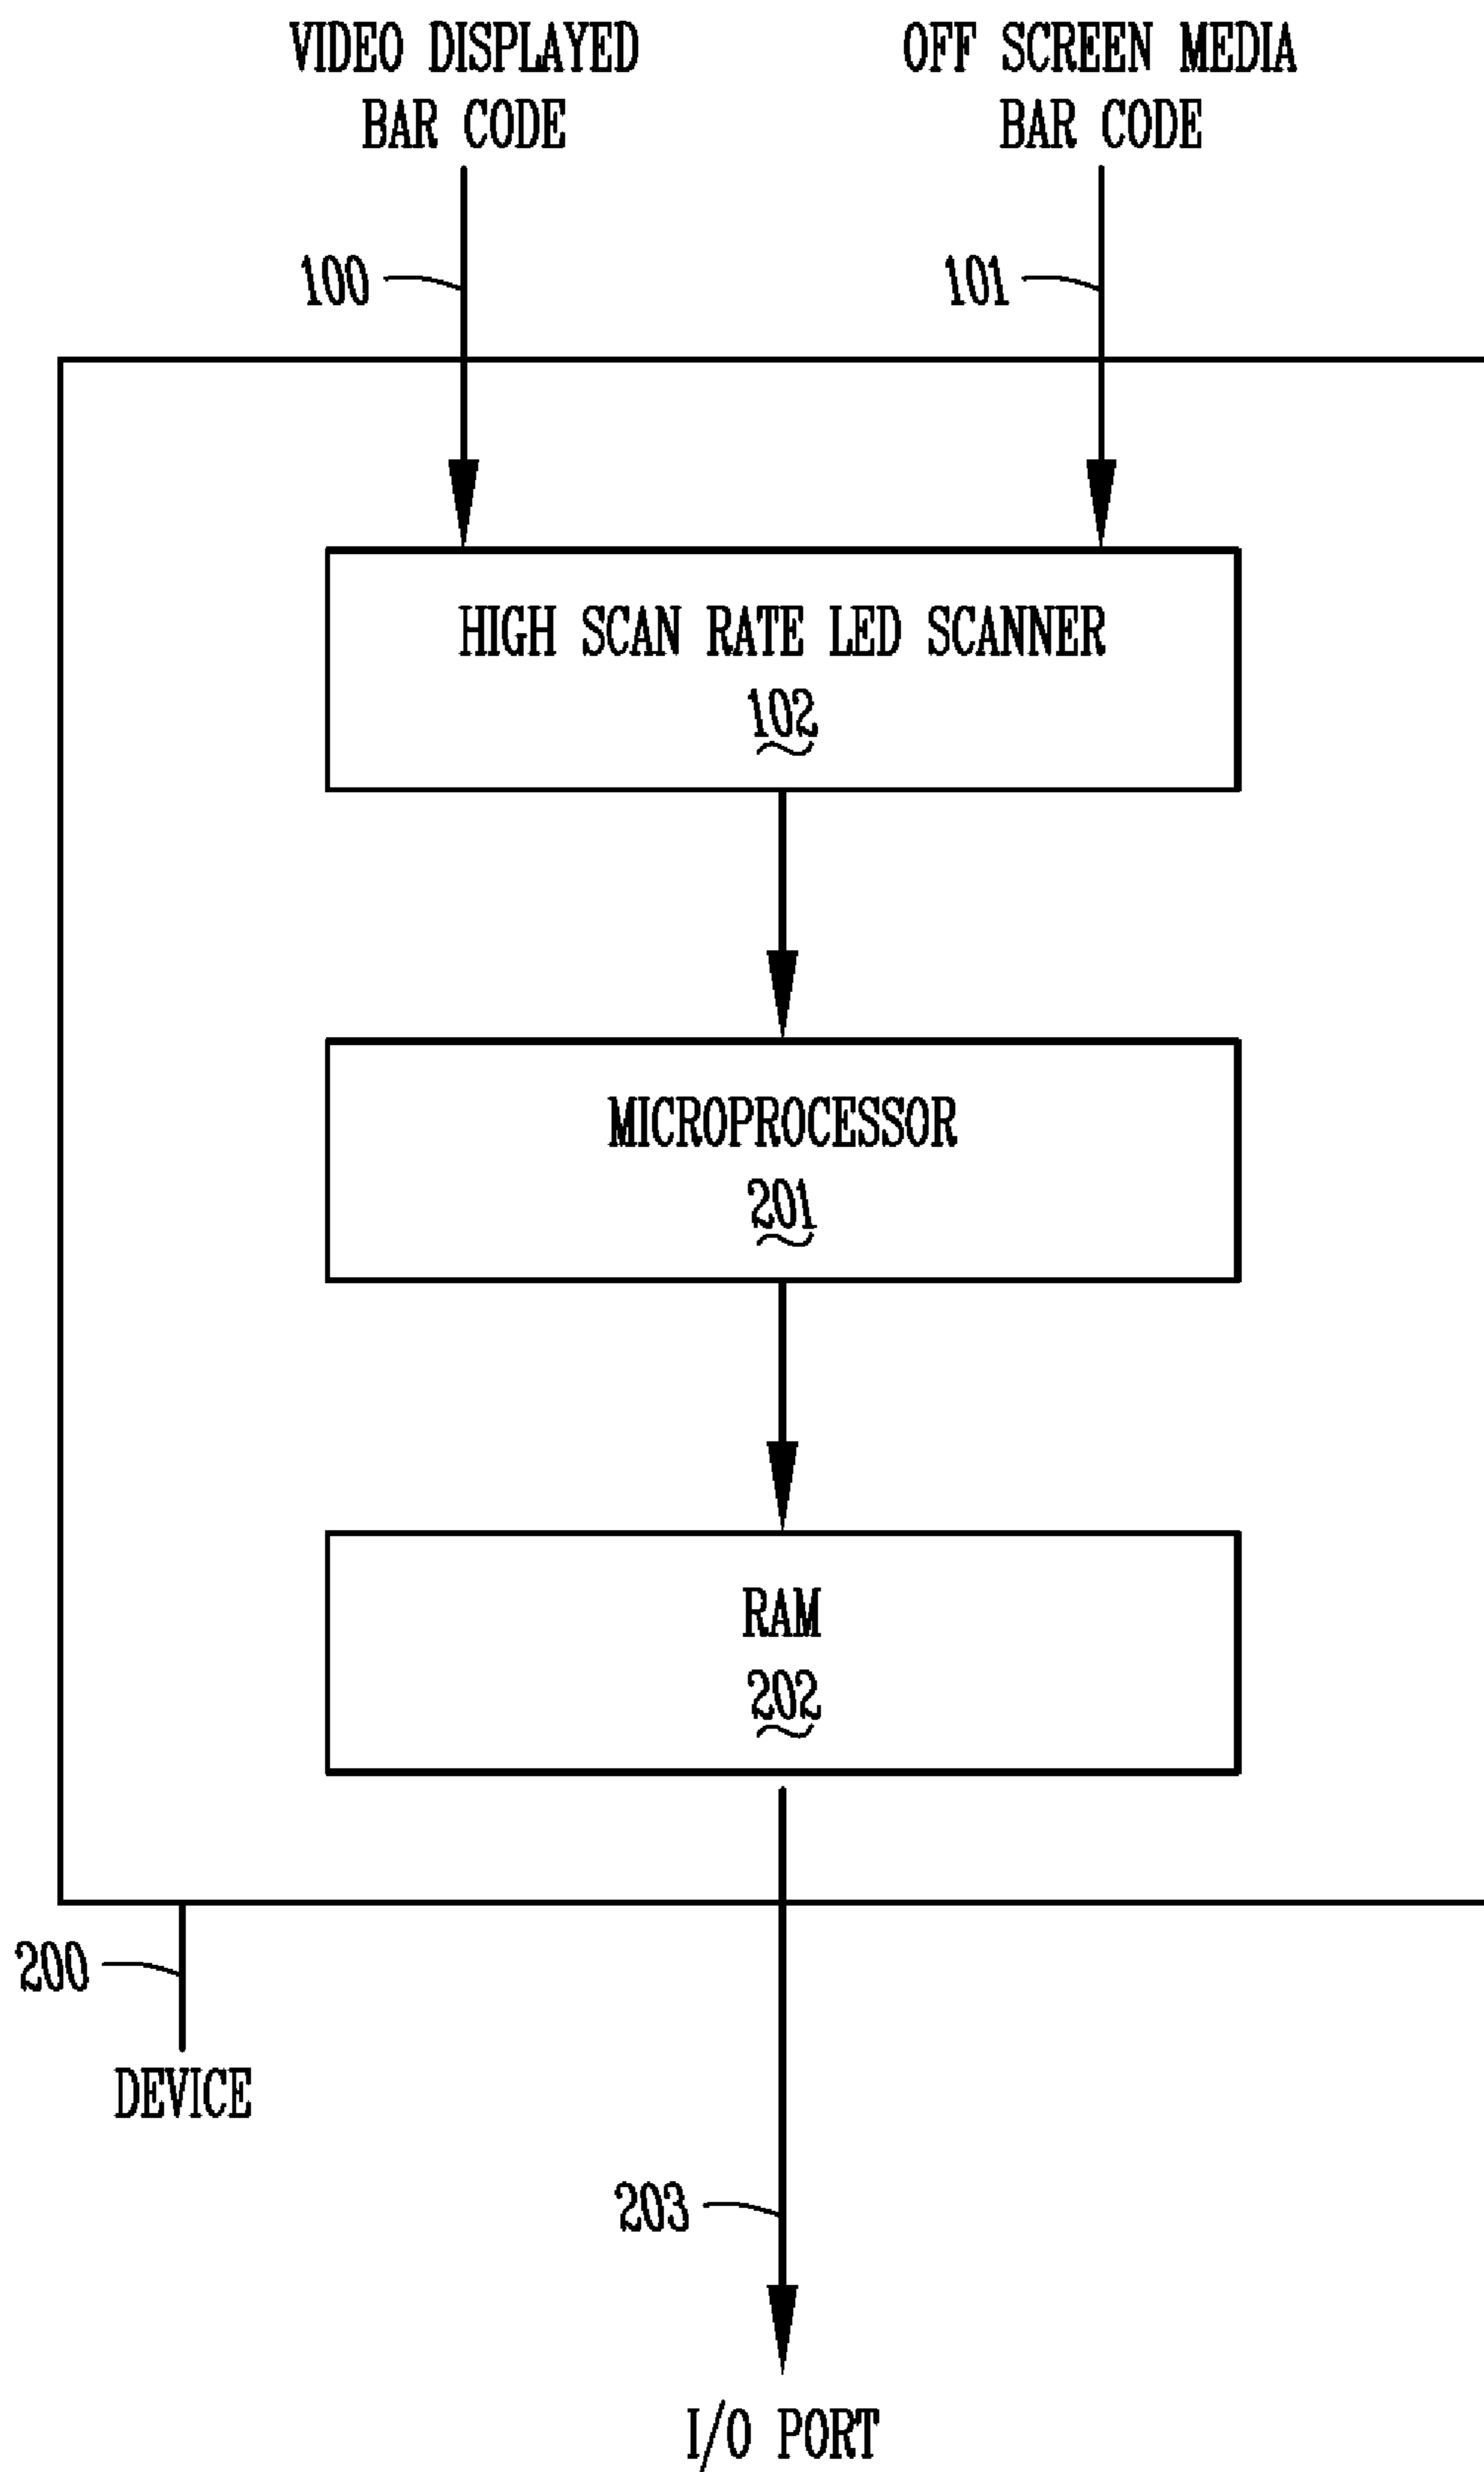 VIDEO DISPLAYED
BAR CODE
OFF SCREEN MEDIA
BAR CODE
100
101
HIGH SCAN RATE LED SCANNER
102
MICROPROCESSOR
201
RAM
202
200
DEVICE
203
I/O PORT